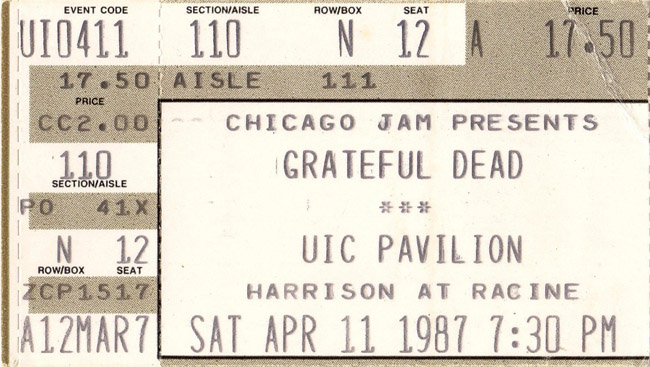 EVENT CODE SECTION/AISLE ROW/BOX SEAT PRICE
UI0411 110 N 12 A 17.50
17.50 AISLE 111
PRICE
CC2.00
110
SECTION/AISLE
PO 41X
N 12
ROW/BOX SEAT
ZCP1517
A12MAR7
CHICAGO JAM PRESENTS
GRATEFUL DEAD
***
UIC PAVILION
HARRISON AT RACINE
SAT APR 11 1987 7:30 PM